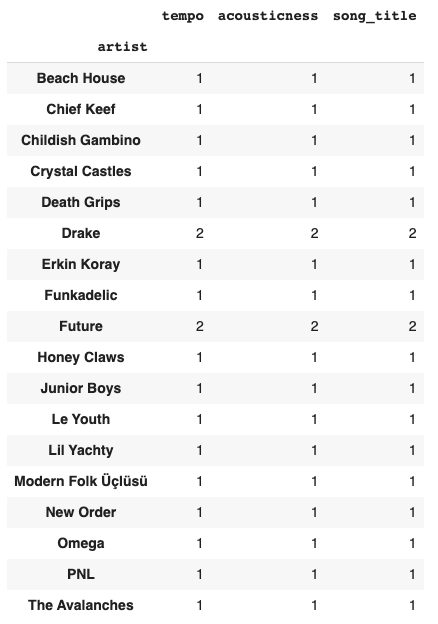 tempo acousticness song_title
artist
Beach House 1 1 1
Chief Keef 1 1 1
Childish Gambino 1 1 1
Crystal Castles 1 1 1
Death Grips 1 1 1
Drake 2 2 2
Erkin Koray 1 1 1
Funkadelic 1 1 1
Future 2 2 2
Honey Claws 1 1 1
Junior Boys 1 1 1
Le Youth 1 1 1
Lil Yachty 1 1 1
Modern Folk Üçlüsü 1 1 1
New Order 1 1 1
Omega 1 1 1
PNL 1 1 1
The Avalanches 1 1 1